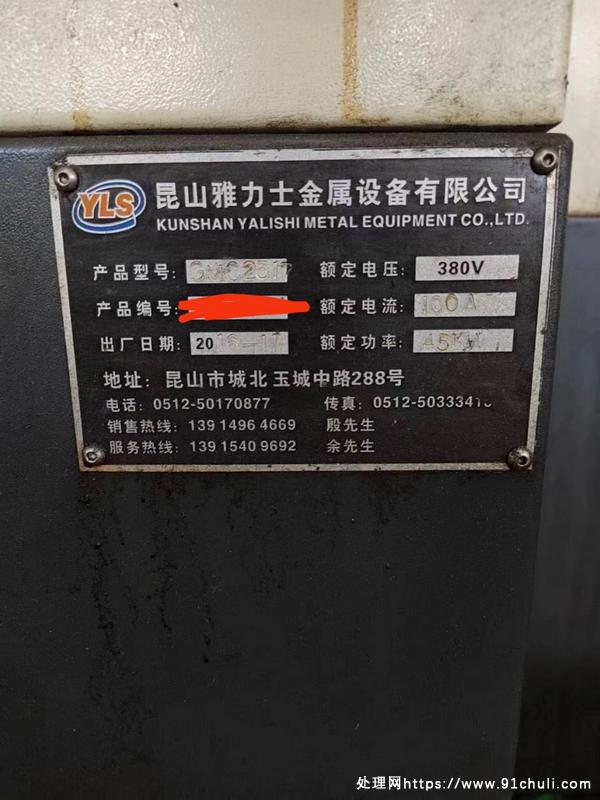 YLS 昆山雅力士金属设备有限公司
KUNSHAN YALISHI METAL EQUIPMENT CO.,LTD.
产品型号: 额定电压: 380V
产品编号: 额定电流: 100A
出厂日期: 2016-11 额定功率: 45KW
地址: 昆山市城北玉城中路288号
电话: 0512-50170877 传真:
销售热线: 139 1496 4669 殷先生
服务热线: 139 1540 9692 余先生
处理网https://www.91chuli.com